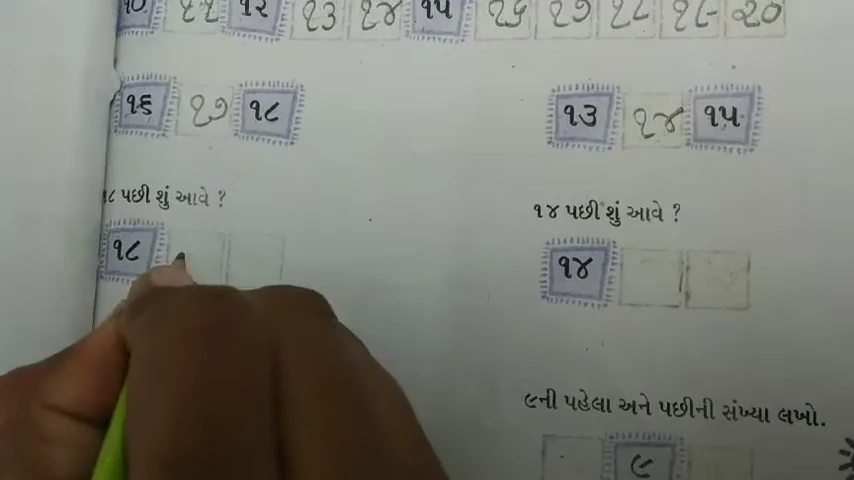 ૧૦ ૧૧ ૧૨ ૧૩ ૧૪ ૧૫ ૧૬ ૧૭ ૧૮ ૧૯ ૨૦
૧૬ ૧૭ ૧૮
૧૩ ૧૪ ૧૫
૧૮ પછી શું આવે ?
૧૮
૧૪ પછી શું આવે ?
૧૪
૯ની પહેલા અને પછીની સંખ્યા લખો.
૯